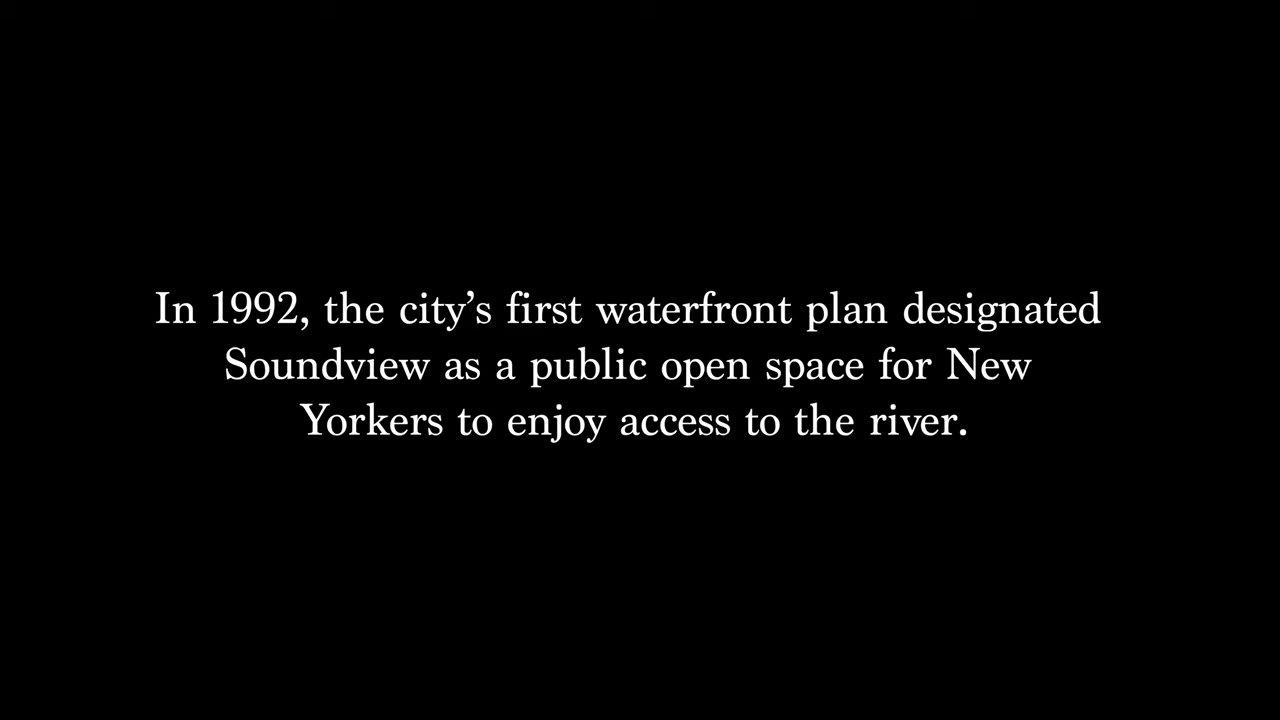 In 1992, the city’s first waterfront plan designated
Soundview as a public open space for New
Yorkers to enjoy access to the river.